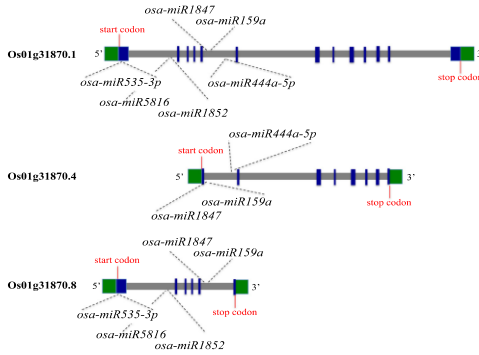 osa-miR1847
start codon
osa-miR159a
Os01g31870.1
5'
3'
osa-miR535-3p
osa-miR444a-5p
stop codon
osa-miR5816
osa-miR1852
osa-miR444a-5p
start codon
Os01g31870.4
5'
3'
osa-miR159a
stop codon
osa-miR1847
osa-miR1847
start codon
osa-miR159a
Os01g31870.8
5'
3'
osa-miR535-3p
stop codon
osa-miR5816
osa-miR1852